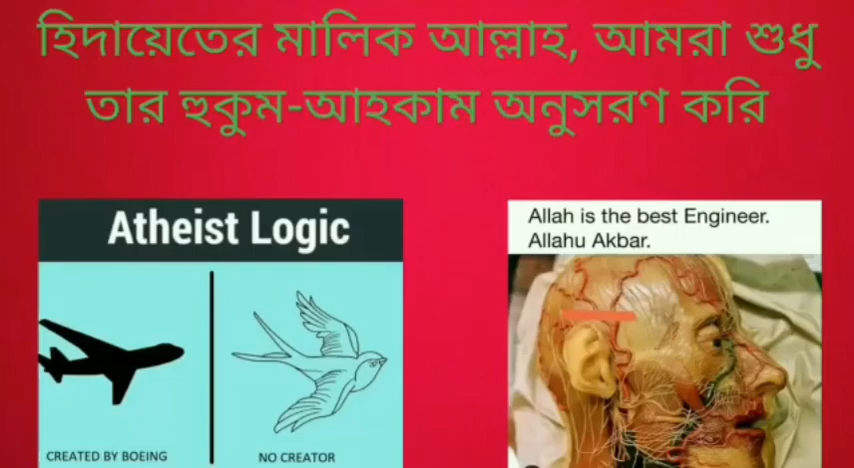 হিদায়েতের মালিক আল্লাহ, আমরা শুধু
তার হুকুম-আহকাম অনুসরণ করি
Atheist Logic
CREATED BY BOEING
NO CREATOR
Allah is the best Engineer.
Allahu Akbar.